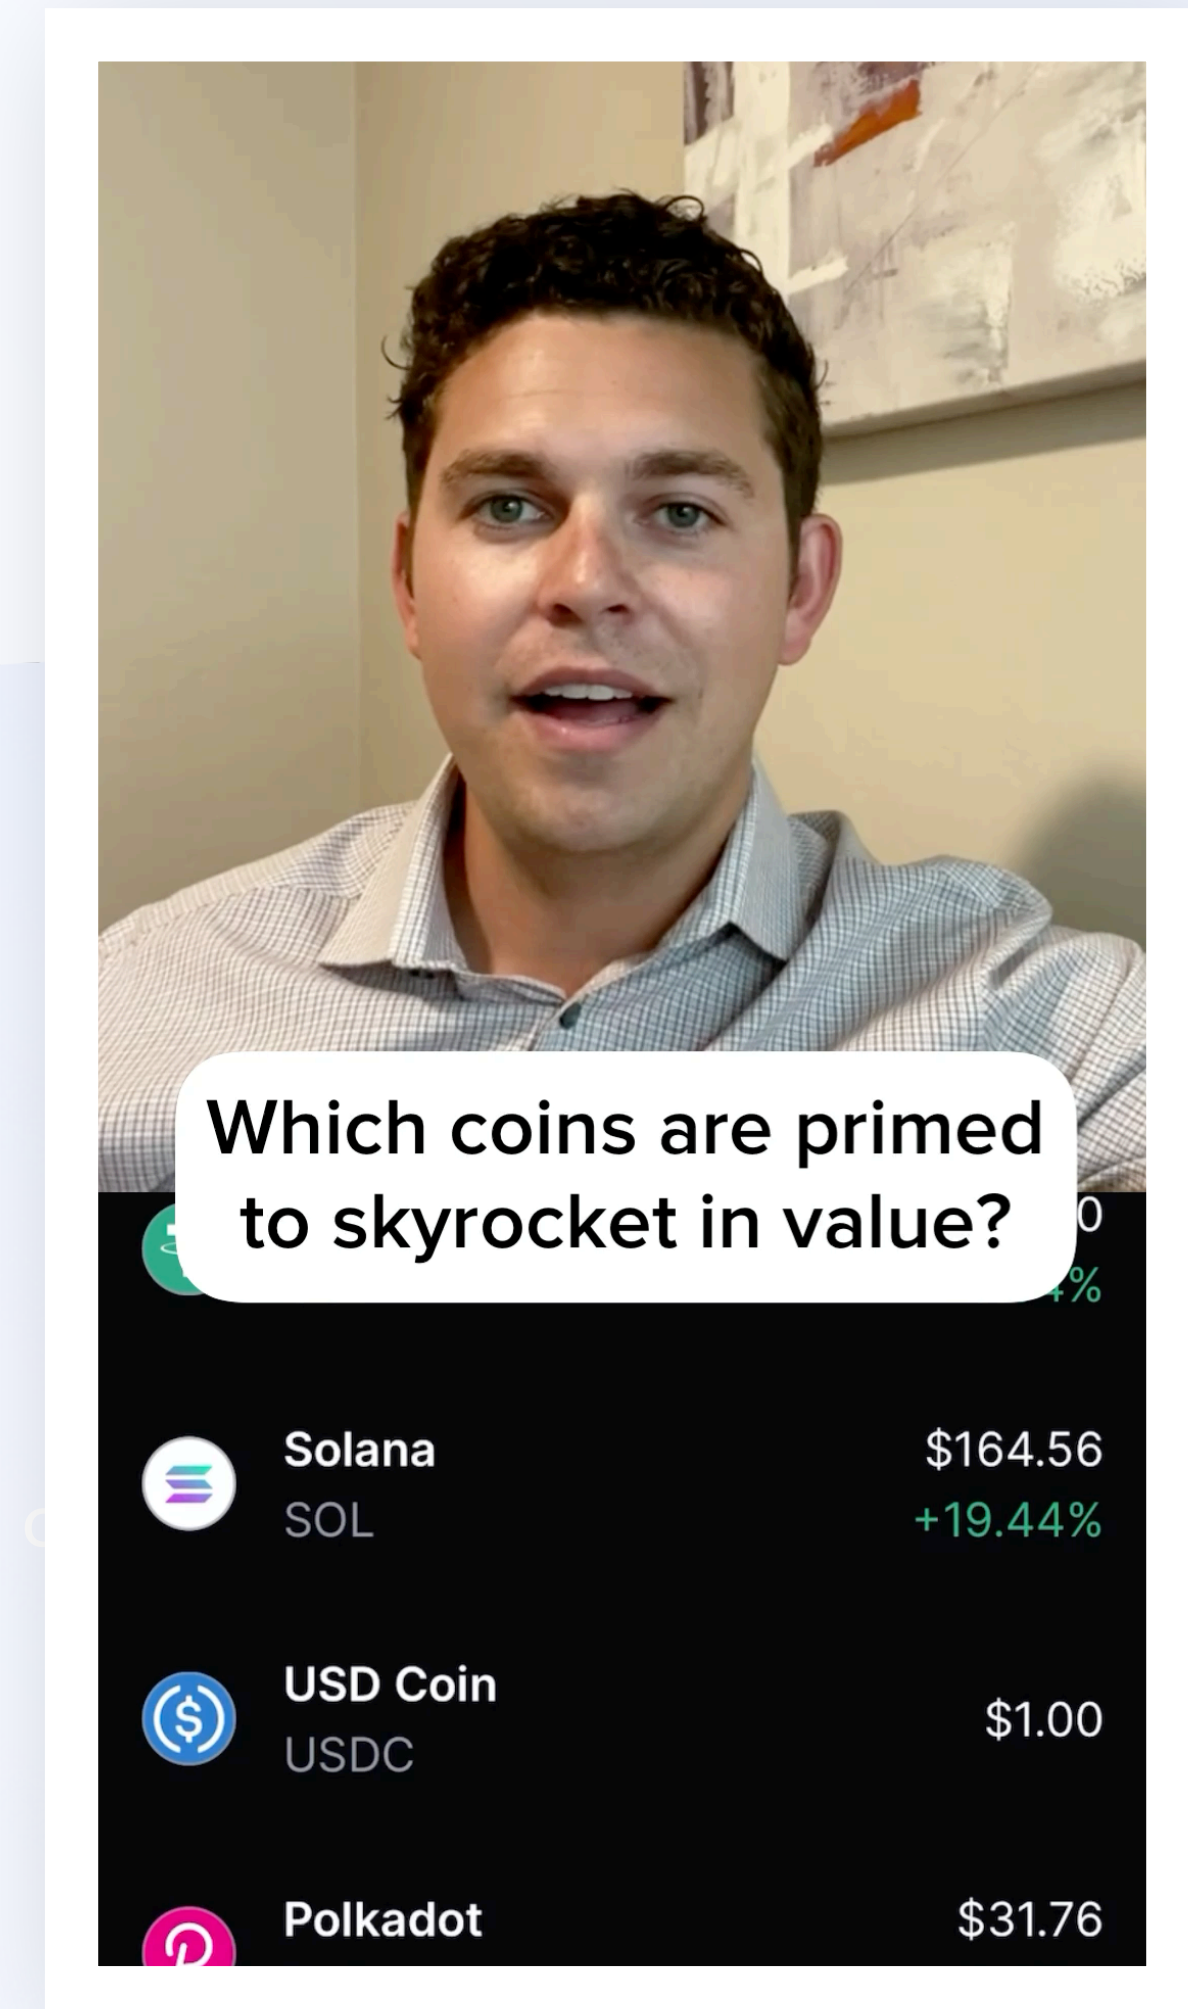 Which coins are primed
to skyrocket in value?
0
%
Solana
$164.56
SOL
+19.44%
USD Coin
USDC
$1.00
Polkadot
$31.76